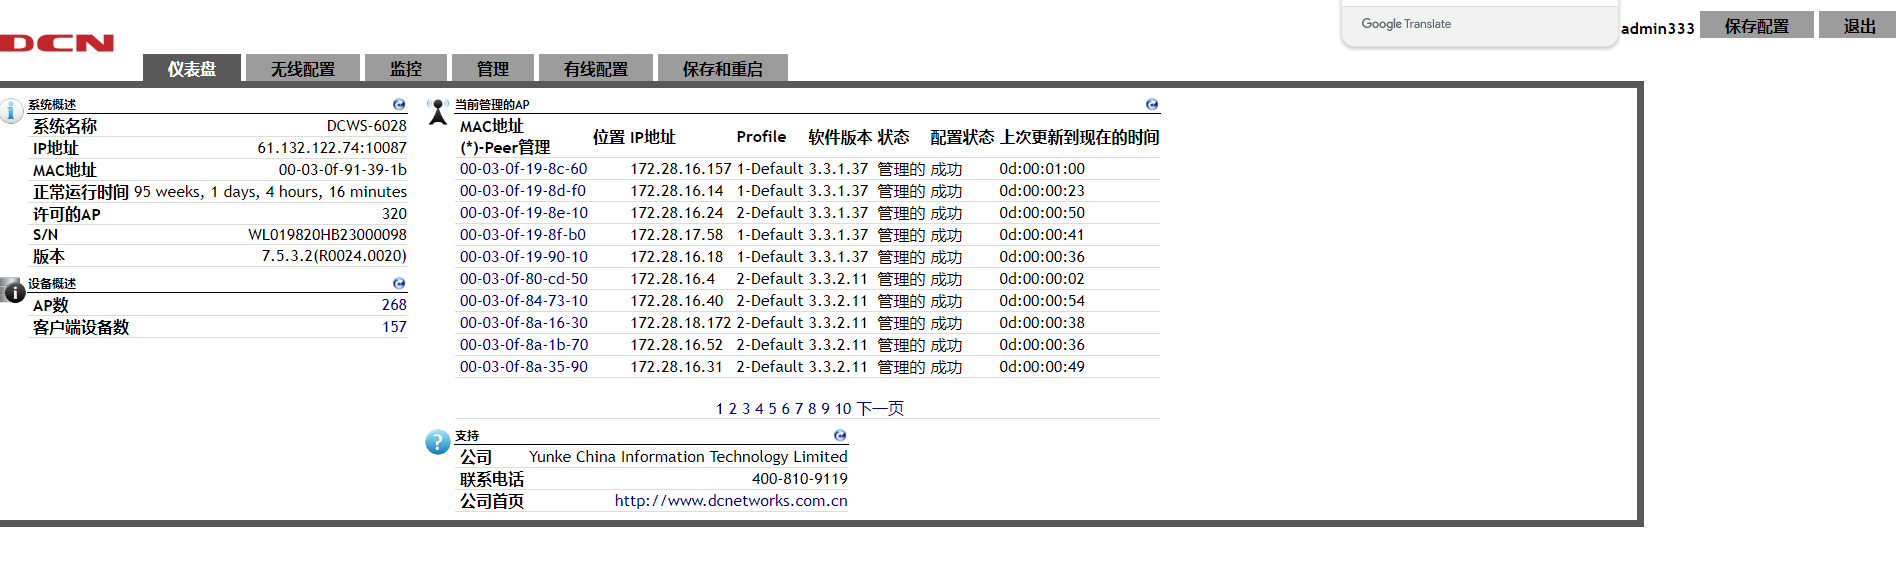 Google Translate
admin333 保存配置 退出
DCN
仪表盘 无线配置 监控 管理 有线配置 保存和重启
系统概述
系统名称 DCWS-6028
IP地址 61.132.122.74:10087
MAC地址 00-03-0f-91-39-1b
正常运行时间 95 weeks, 1 days, 4 hours, 16 minutes
许可的AP 320
S/N WL019820HB23000098
版本 7.5.3.2(R0024.0020)
设备概述
AP数 268
客户端设备数 157
当前管理的AP
MAC地址
(*)-Peer管理 位置 IP地址 Profile 软件版本 状态 配置状态 上次更新到现在的时间
00-03-0f-19-8c-60 172.28.16.157 1-Default 3.3.1.37 管理的 成功 0d:00:01:00
00-03-0f-19-8d-f0 172.28.16.14 1-Default 3.3.1.37 管理的 成功 0d:00:00:23
00-03-0f-19-8e-10 172.28.16.24 2-Default 3.3.1.37 管理的 成功 0d:00:00:50
00-03-0f-19-8f-b0 172.28.17.58 1-Default 3.3.1.37 管理的 成功 0d:00:00:41
00-03-0f-19-90-10 172.28.16.18 1-Default 3.3.1.37 管理的 成功 0d:00:00:36
00-03-0f-80-cd-50 172.28.16.4 2-Default 3.3.2.11 管理的 成功 0d:00:00:02
00-03-0f-84-73-10 172.28.16.40 2-Default 3.3.2.11 管理的 成功 0d:00:00:54
00-03-0f-8a-16-30 172.28.18.172 2-Default 3.3.2.11 管理的 成功 0d:00:00:38
00-03-0f-8a-1b-70 172.28.16.52 2-Default 3.3.2.11 管理的 成功 0d:00:00:36
00-03-0f-8a-35-90 172.28.16.31 2-Default 3.3.2.11 管理的 成功 0d:00:00:49
1 2 3 4 5 6 7 8 9 10 下一页
支持
公司 Yunke China Information Technology Limited
联系电话 400-810-9119
公司首页 http://www.dcnetworks.com.cn